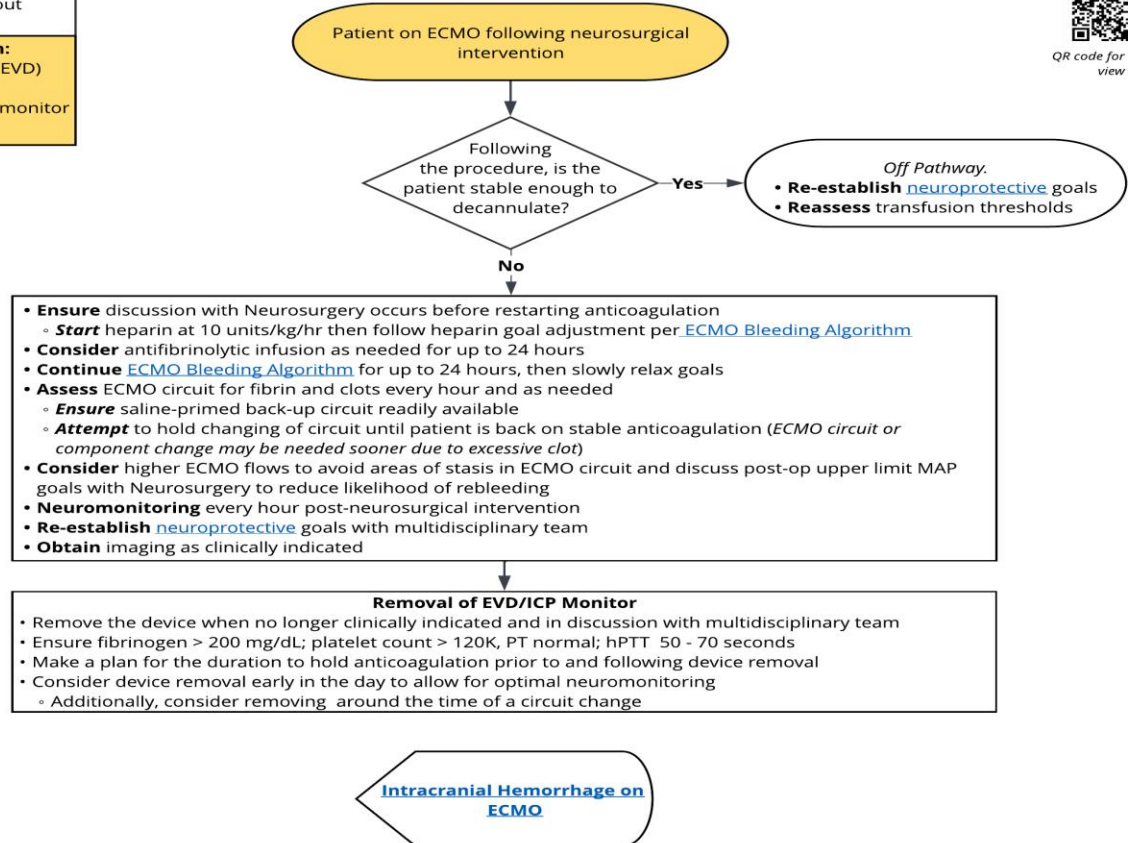 out
n:
EVD)
monitor
Patient on ECMO following neurosurgical
intervention
QR code for
view
Following
the procedure, is the
patient stable enough to
decannulate?
Yes
Off Pathway.
• Re-establish neuroprotective goals
• Reassess transfusion thresholds
No
• Ensure discussion with Neurosurgery occurs before restarting anticoagulation
◦ Start heparin at 10 units/kg/hr then follow heparin goal adjustment per ECMO Bleeding Algorithm
• Consider antifibrinolytic infusion as needed for up to 24 hours
• Continue ECMO Bleeding Algorithm for up to 24 hours, then slowly relax goals
• Assess ECMO circuit for fibrin and clots every hour and as needed
◦ Ensure saline-primed back-up circuit readily available
◦ Attempt to hold changing of circuit until patient is back on stable anticoagulation (ECMO circuit or
component change may be needed sooner due to excessive clot)
• Consider higher ECMO flows to avoid areas of stasis in ECMO circuit and discuss post-op upper limit MAP
goals with Neurosurgery to reduce likelihood of rebleeding
• Neuromonitoring every hour post-neurosurgical intervention
• Re-establish neuroprotective goals with multidisciplinary team
• Obtain imaging as clinically indicated
Removal of EVD/ICP Monitor
• Remove the device when no longer clinically indicated and in discussion with multidisciplinary team
• Ensure fibrinogen > 200 mg/dL; platelet count > 120K, PT normal; hPTT 50 - 70 seconds
• Make a plan for the duration to hold anticoagulation prior to and following device removal
• Consider device removal early in the day to allow for optimal neuromonitoring
◦ Additionally, consider removing around the time of a circuit change
Intracranial Hemorrhage on
ECMO